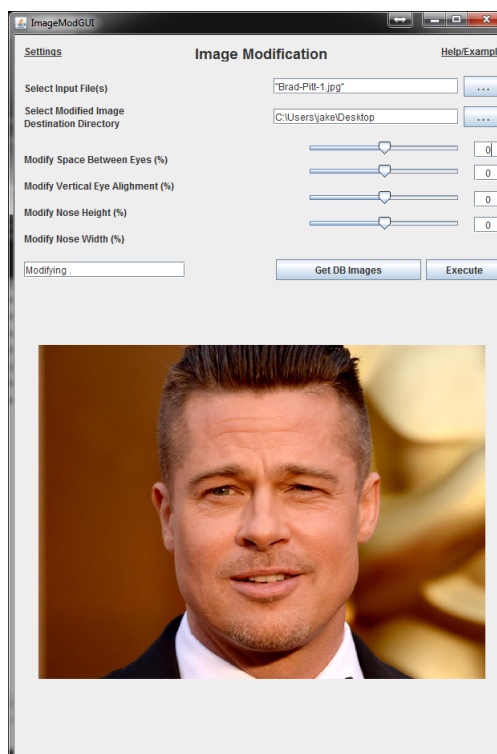 ImageModGUI
Settings
Image Modification
Help/Exampl
Select Input File(s)
"Brad-Pitt-1.jpg"
...
Select Modified Image
Destination Directory
C:\Users\jake\Desktop
...
Modify Space Between Eyes (%)
0
Modify Vertical Eye Alighment (%)
0
Modify Nose Height (%)
0
Modify Nose Width (%)
0
Modifying .
Get DB Images
Execute